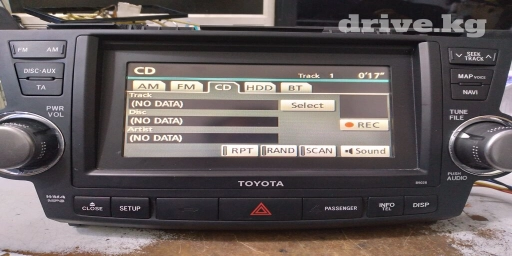 drive.kg
FM AM
DISC·AUX
TA
PWR
VOL
CD
Track 1 0'17"
AM FM CD HDD BT
Track
(NO DATA) Select
Disc
(NO DATA)
REC
Artist
(NO DATA)
RPT RAND SCAN Sound
SEEK
TRACK
MAP VOICE
NAVI
TUNE
FILE
PUSH
AUDIO
TOYOTA
CLOSE
SETUP
PASSENGER
INFO
TEL
DISP